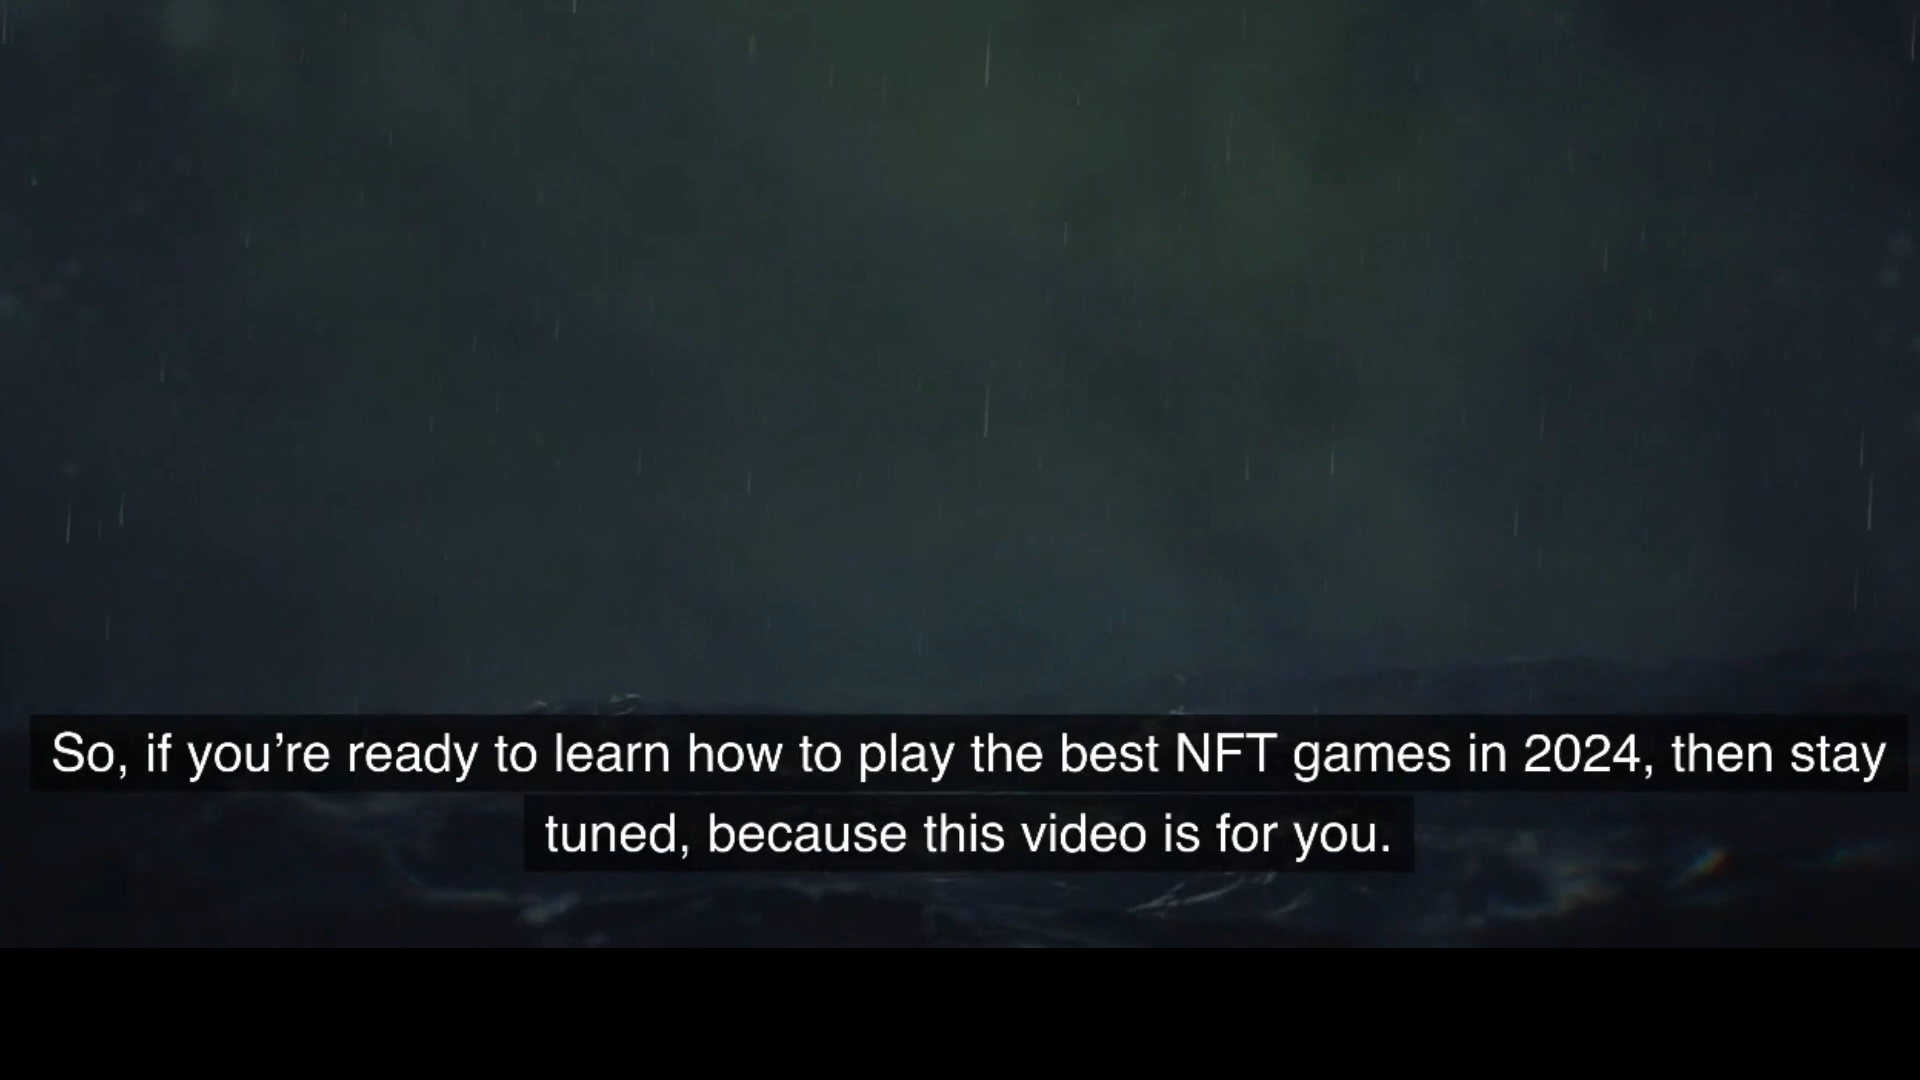 So, if you’re ready to learn how to play the best NFT games in 2024, then stay
tuned, because this video is for you.